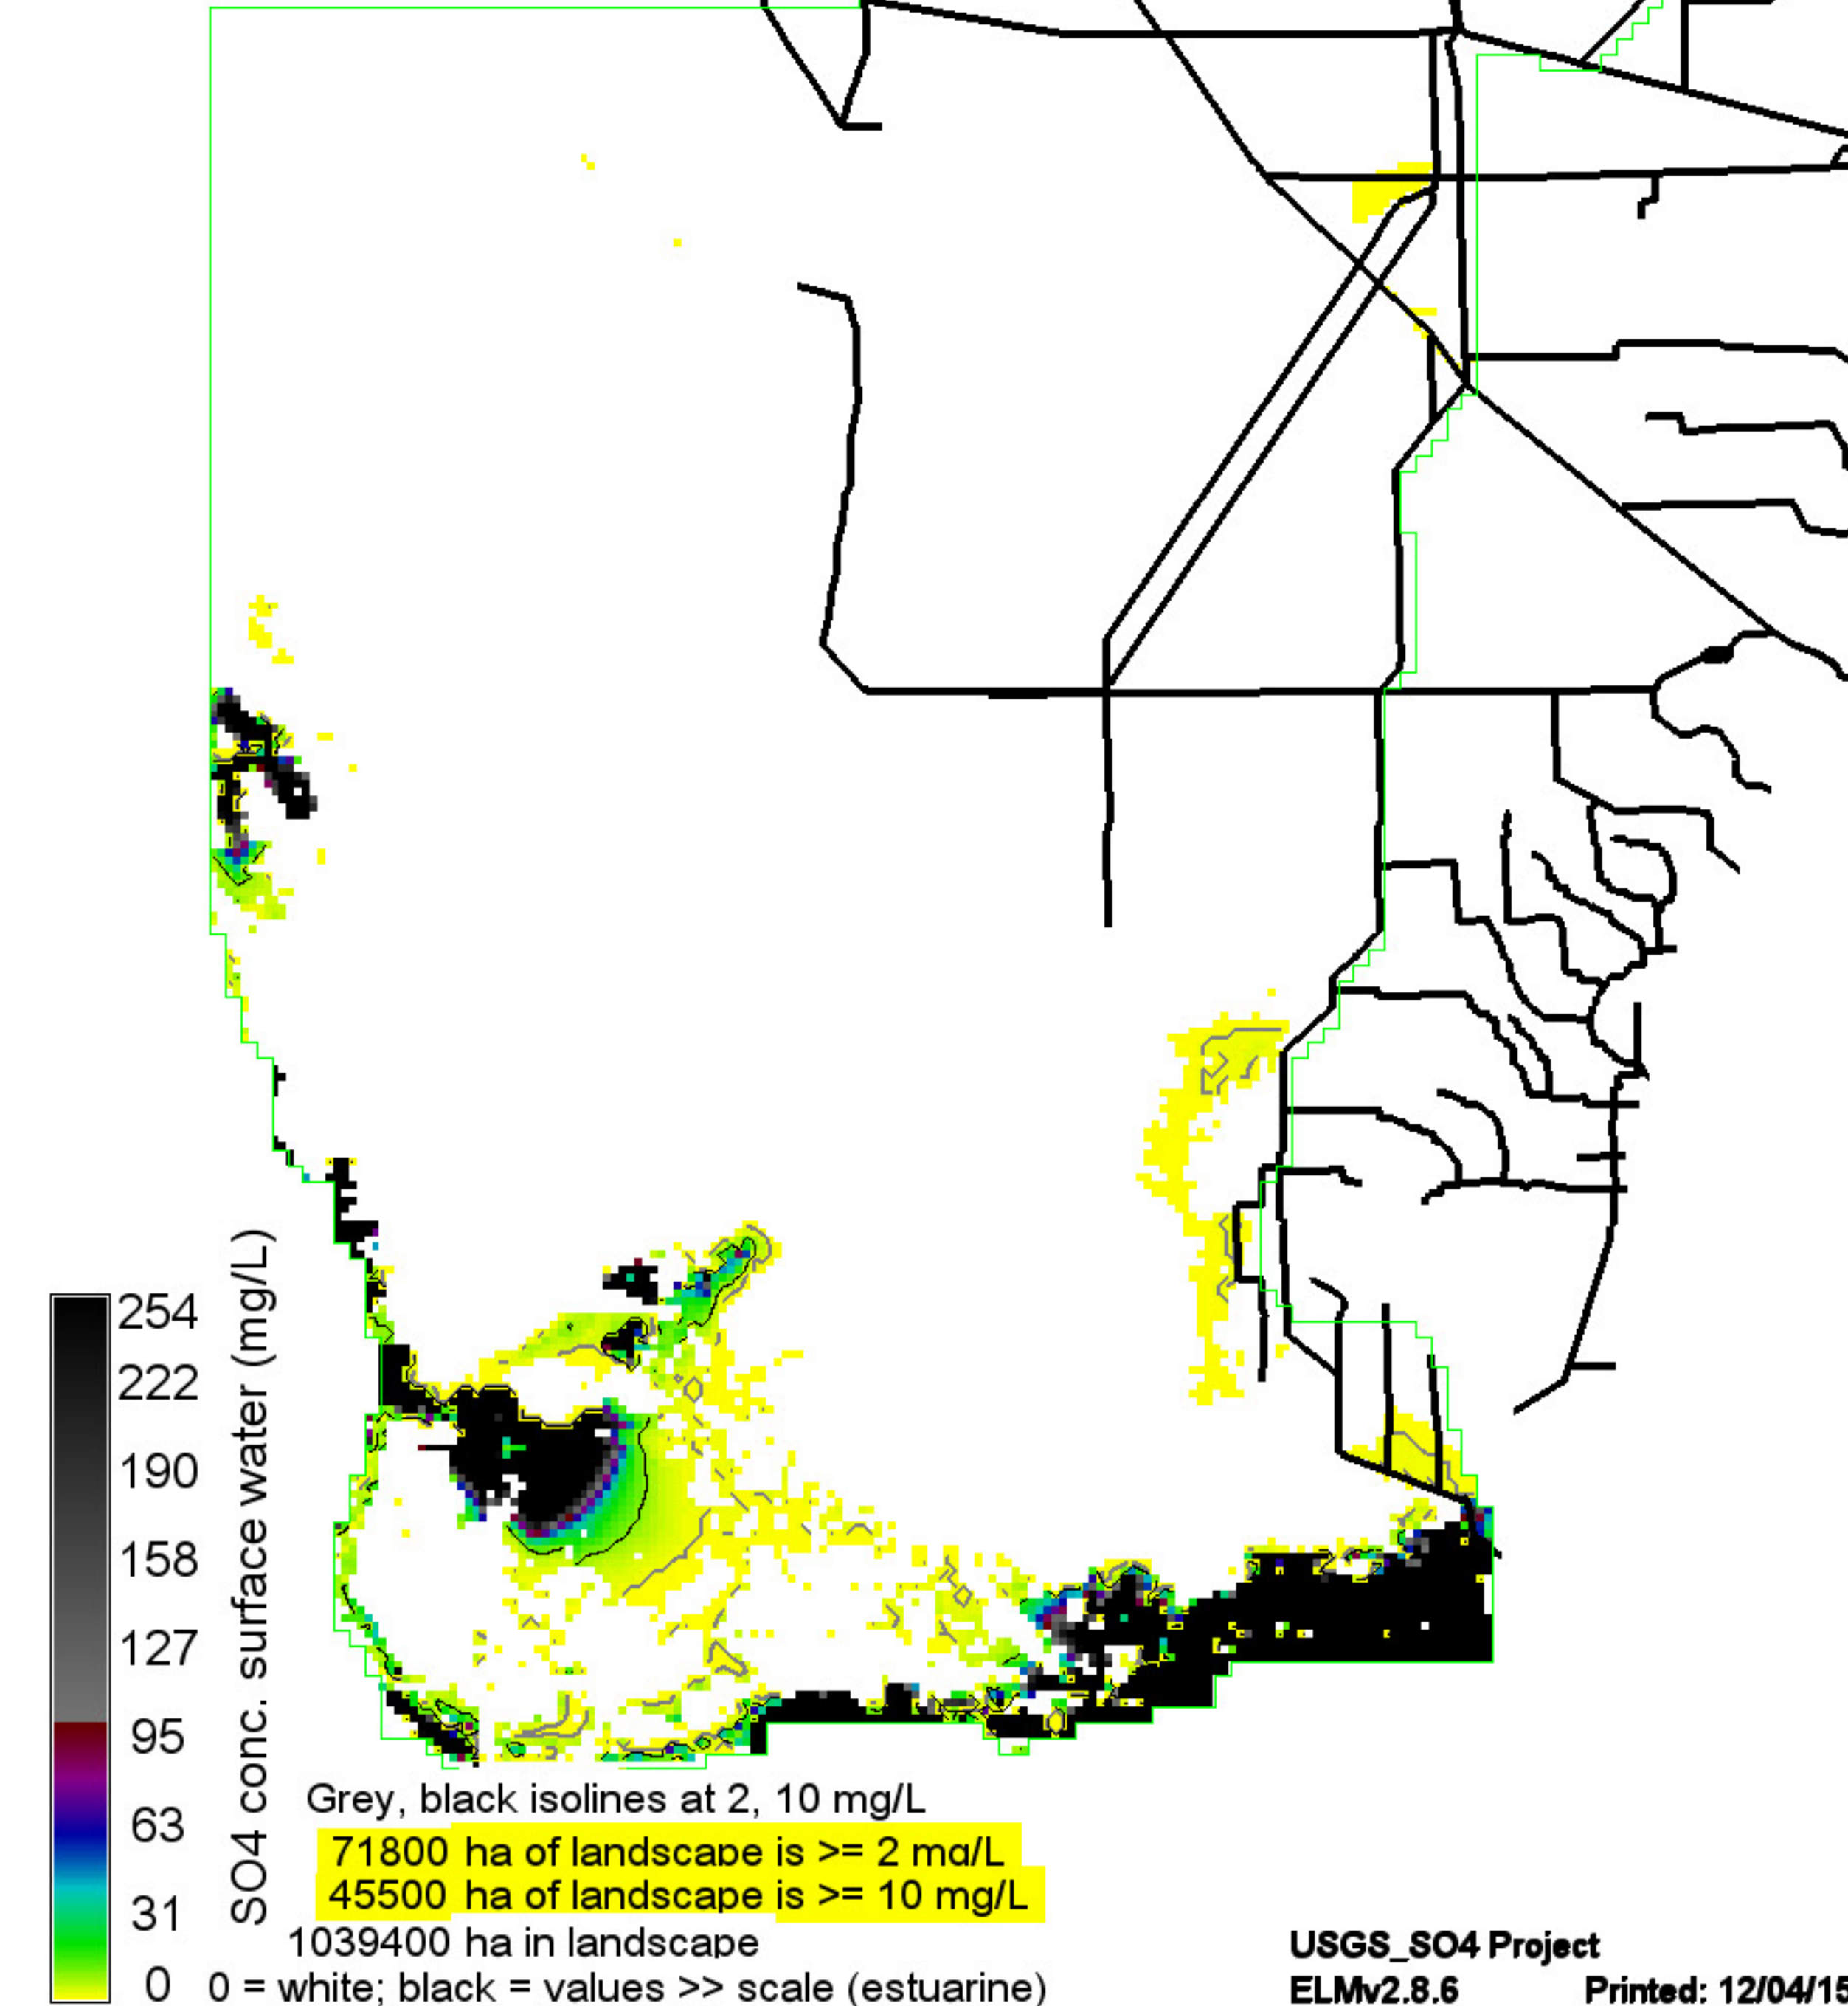 254
222
190
158
127
95
63
31
0
SO4 conc. surface water (mg/L)
Grey, black isolines at 2, 10 mg/L
71800 ha of landscape is >= 2 mg/L
45500 ha of landscape is >= 10 mg/L
1039400 ha in landscape
0 = white; black = values >> scale (estuarine)
USGS_SO4 Project
ELMv2.8.6 Printed: 12/04/15